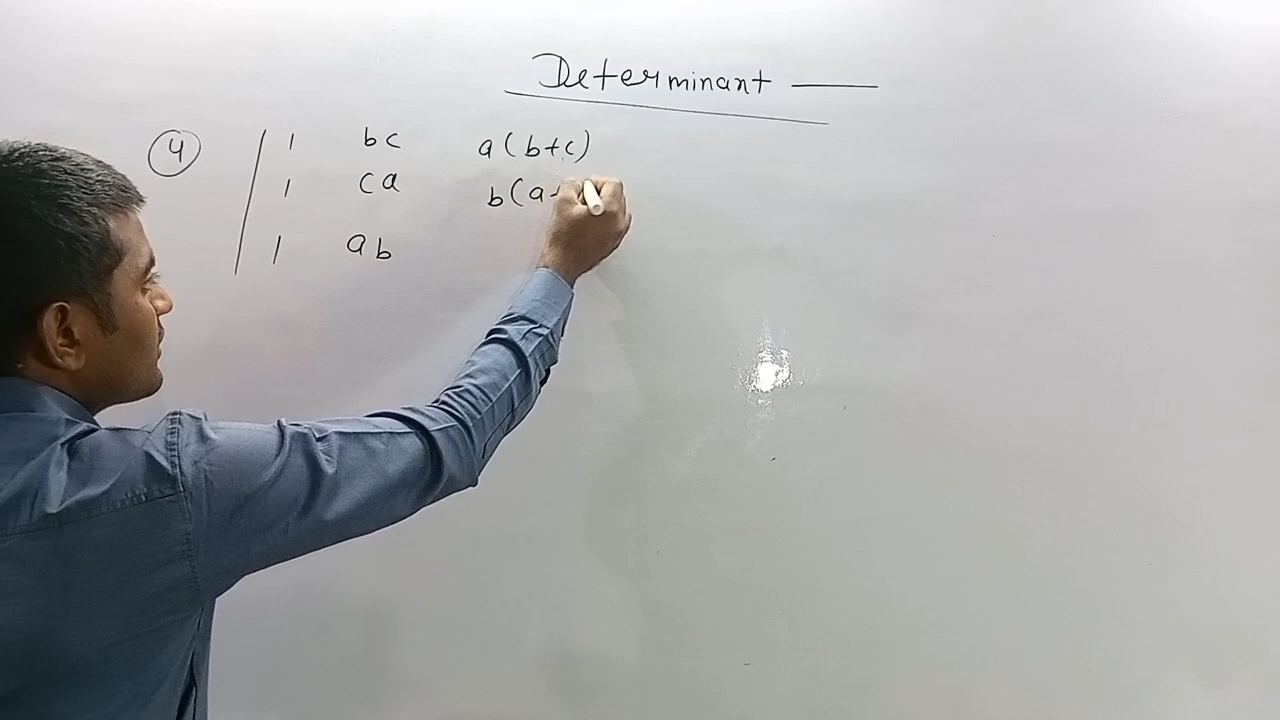 Determinant
④ | 1 bc a(b+c)
1 ca b(a
1 ab